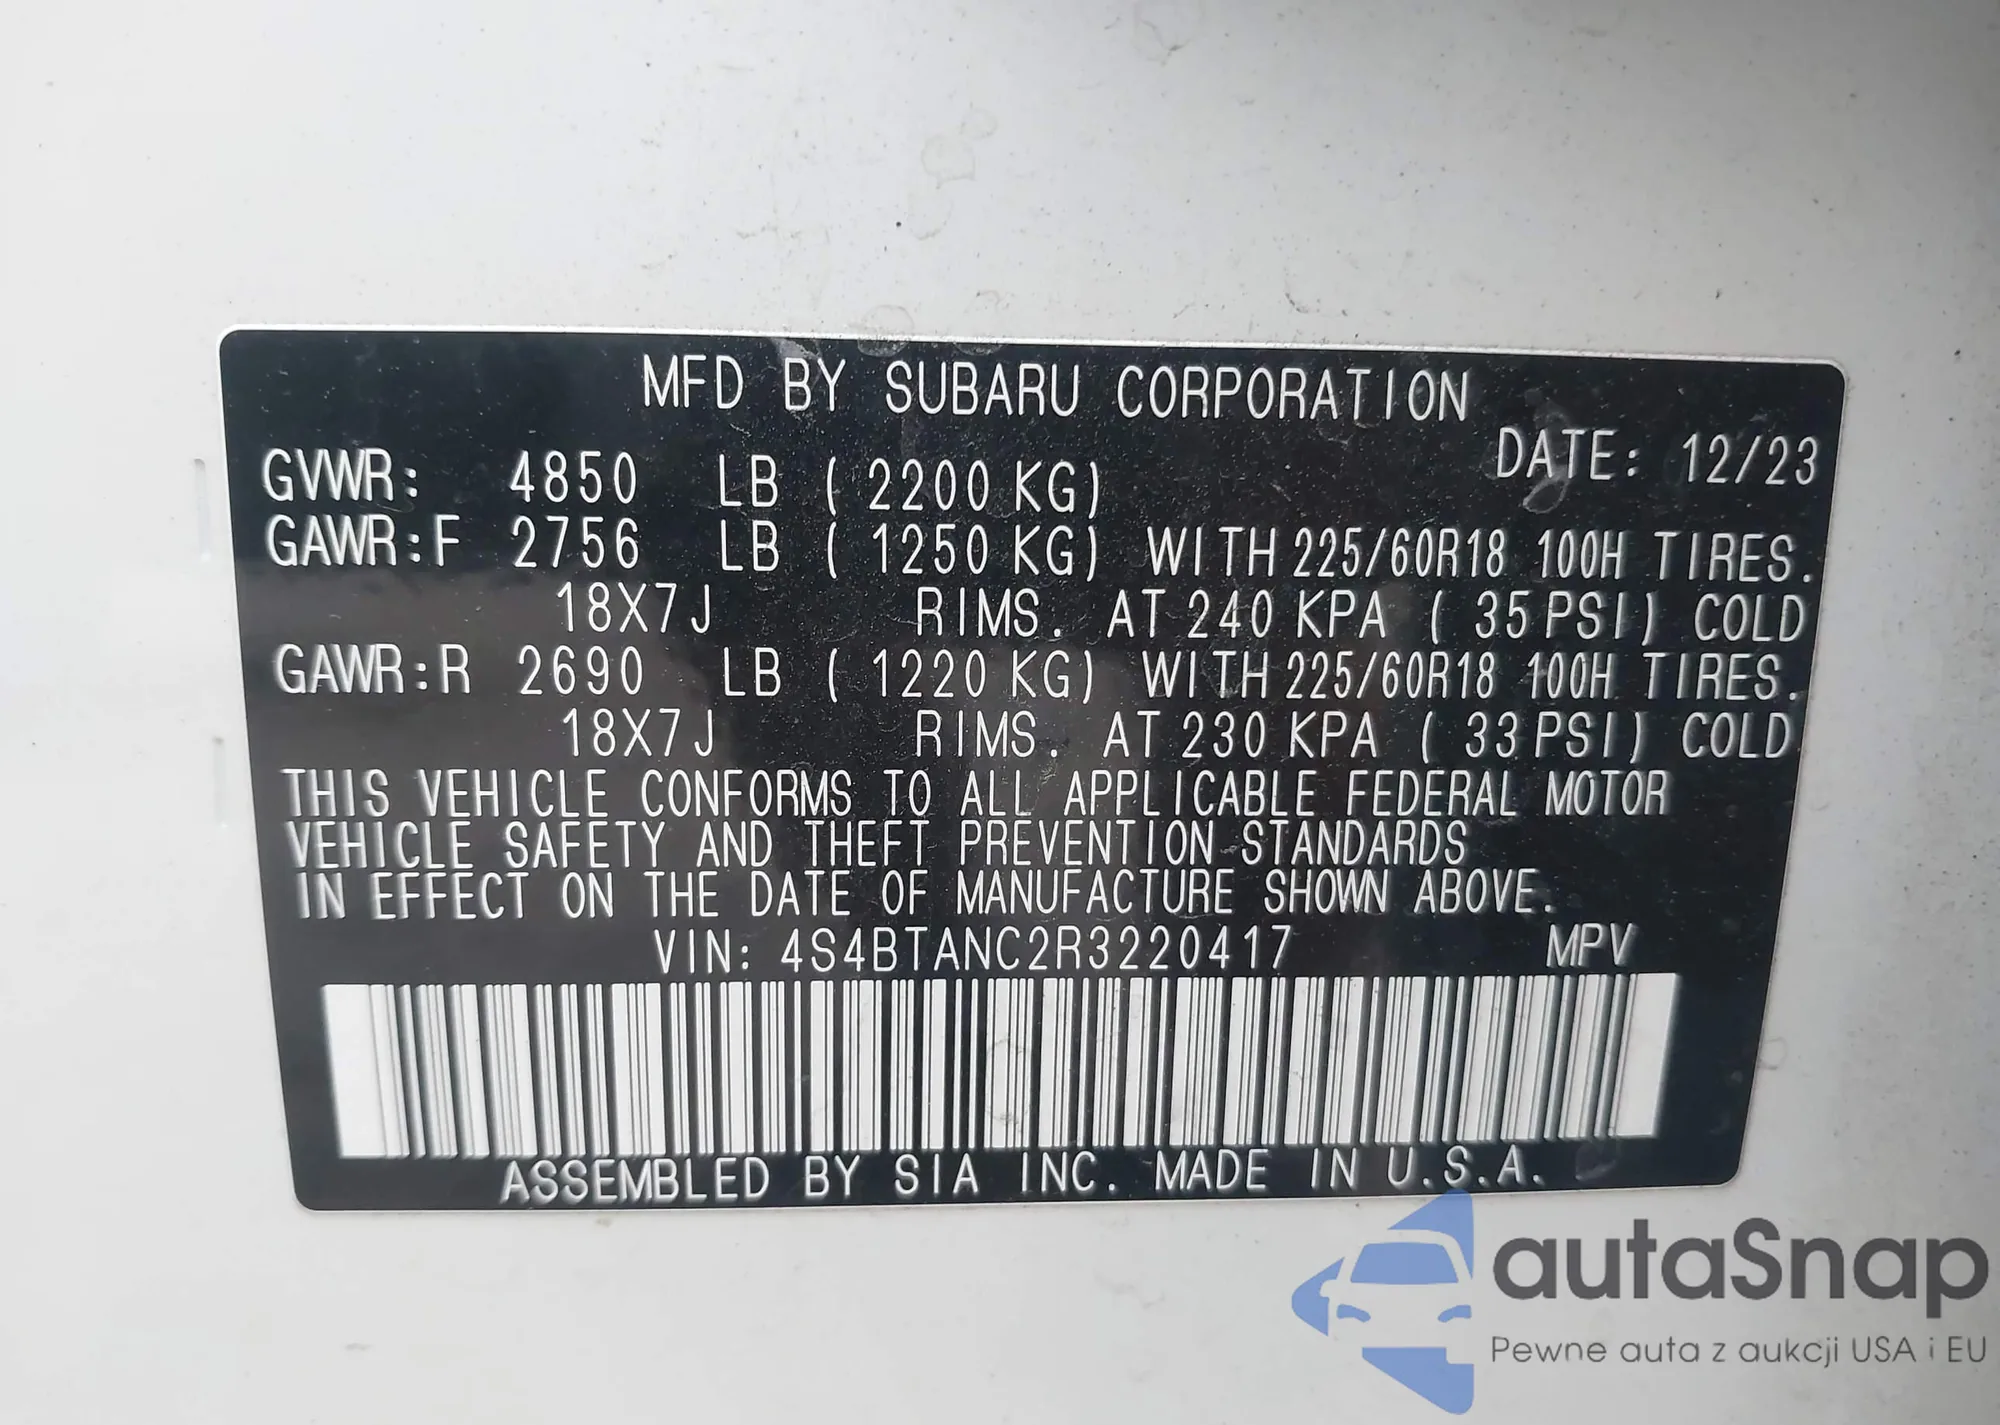 MFD BY SUBARU CORPORATION
DATE: 12/23
GVWR: 4850 LB ( 2200 KG)
GAWR:F 2756 LB ( 1250 KG) WITH 225/60R18 100H TIRES.
18X7J RIMS. AT 240 KPA ( 35 PSI) COLD
GAWR:R 2690 LB ( 1220 KG) WITH 225/60R18 100H TIRES.
18X7J RIMS. AT 230 KPA ( 33 PSI) COLD
THIS VEHICLE CONFORMS TO ALL APPLICABLE FEDERAL MOTOR
VEHICLE SAFETY AND THEFT PREVENTION STANDARDS
IN EFFECT ON THE DATE OF MANUFACTURE SHOWN ABOVE.
VIN: 4S4BTANC2R3220417 MPV
ASSEMBLED BY SIA INC. MADE IN U.S.A.
autaSnap
Pewne auta z aukcji USA i EU